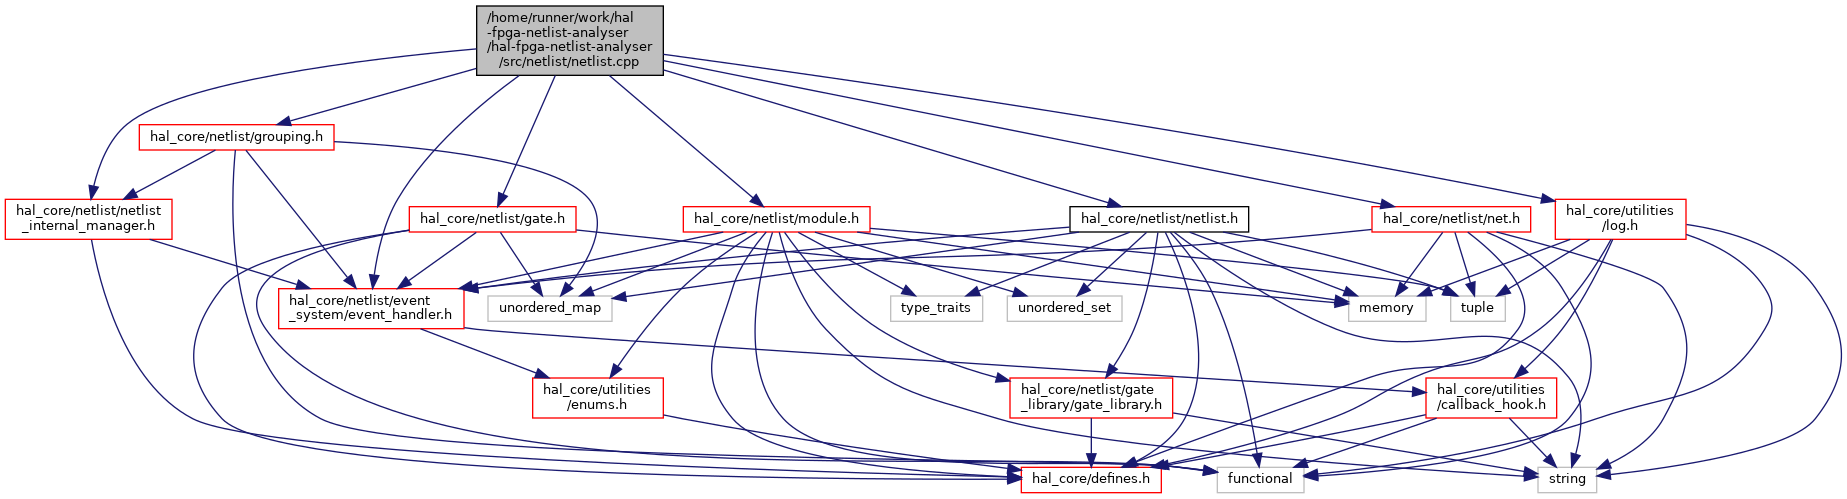 /home/runner/work/hal
-fpga-netlist-analyser
/hal-fpga-netlist-analyser
/src/netlist/netlist.cpp
hal_core/netlist/grouping.h
hal_core/netlist/netlist
_internal_manager.h
hal_core/netlist/gate.h
hal_core/netlist/module.h
hal_core/netlist/netlist.h
hal_core/netlist/net.h
hal_core/utilities
/log.h
hal_core/netlist/event
_system/event_handler.h
unordered_map
type_traits
unordered_set
memory
tuple
hal_core/utilities
/enums.h
hal_core/netlist/gate
_library/gate_library.h
hal_core/utilities
/callback_hook.h
hal_core/defines.h
functional
string